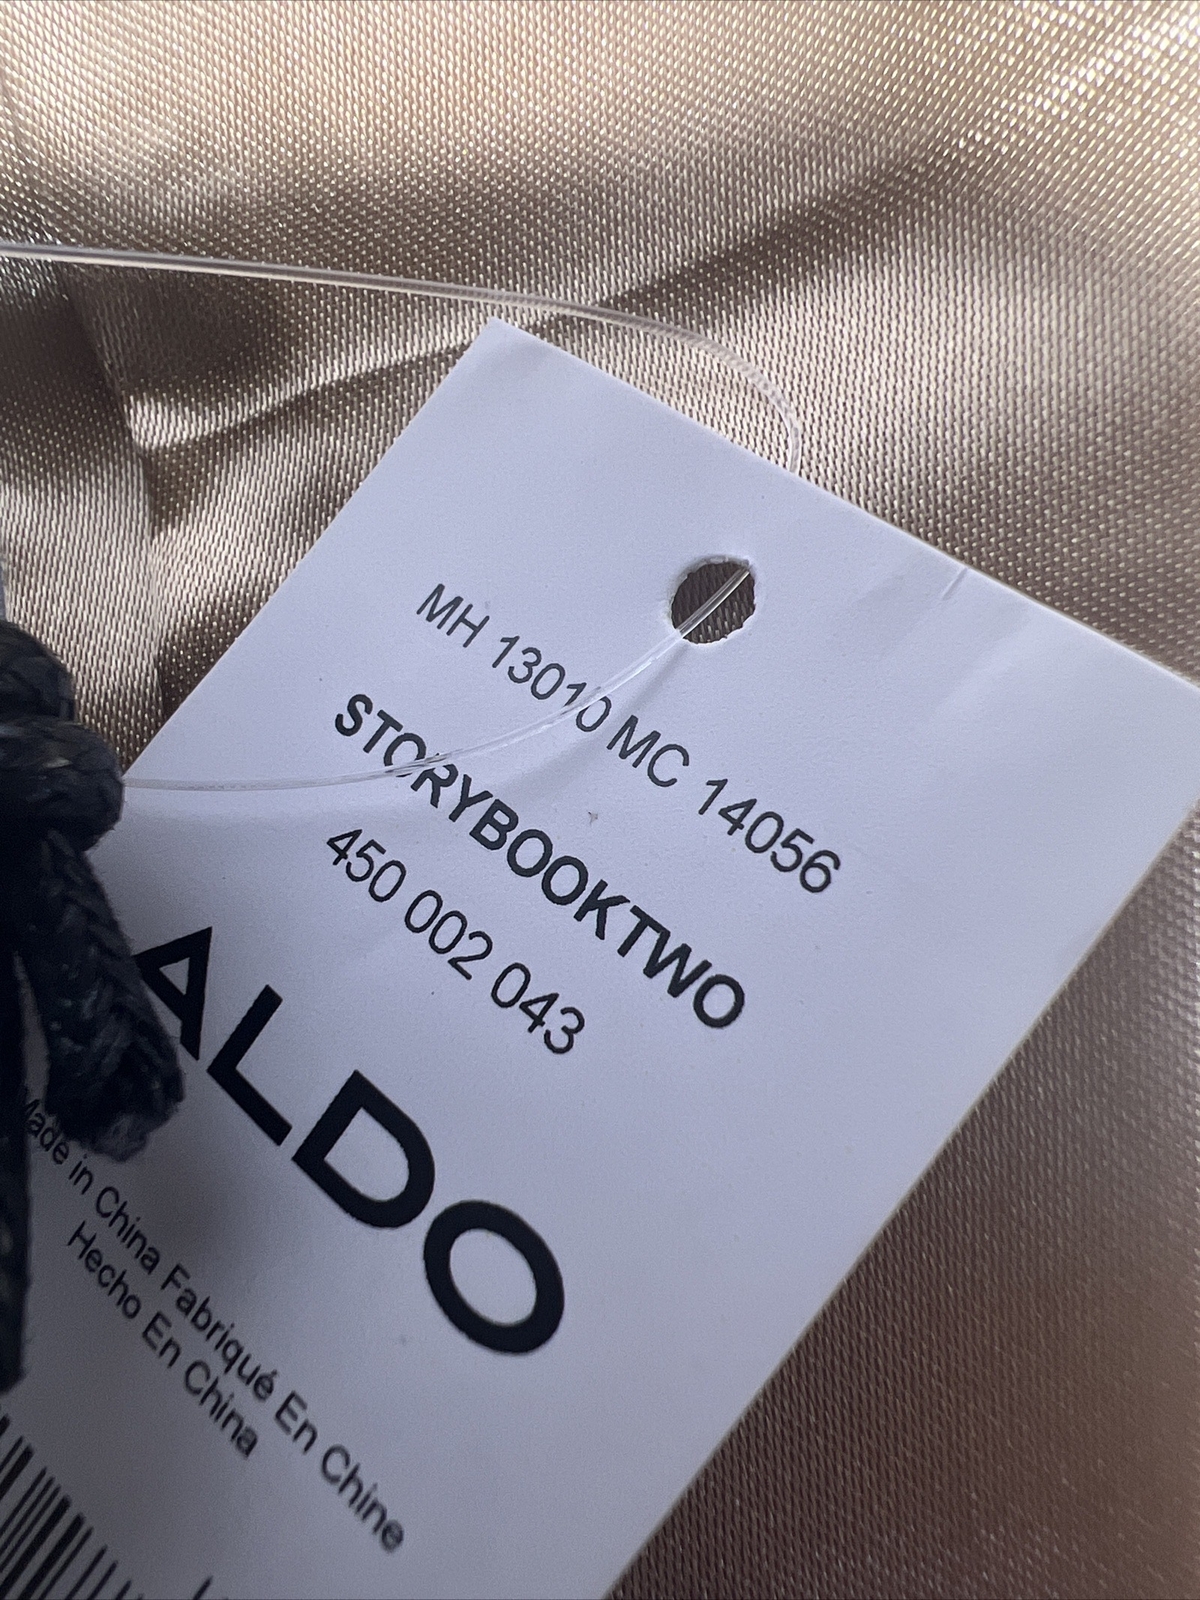 MH 13010 MC 14056
STORYBOOKTWO
450 002 043
ALDO
Made in China Fabriqué En Chine
Hecho En China